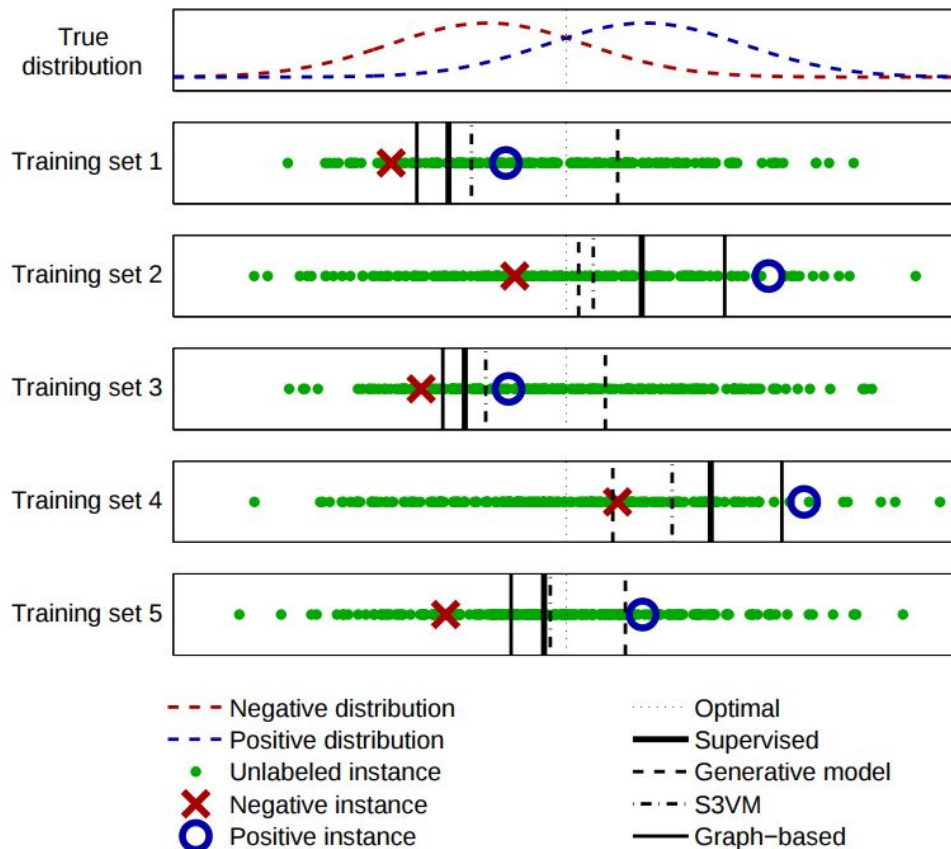 True
distribution
Training set 1
Training set 2
Training set 3
Training set 4
Training set 5
Negative distribution
Positive distribution
Unlabeled instance
Negative instance
Positive instance
Optimal
Supervised
Generative model
S3VM
Graph−based